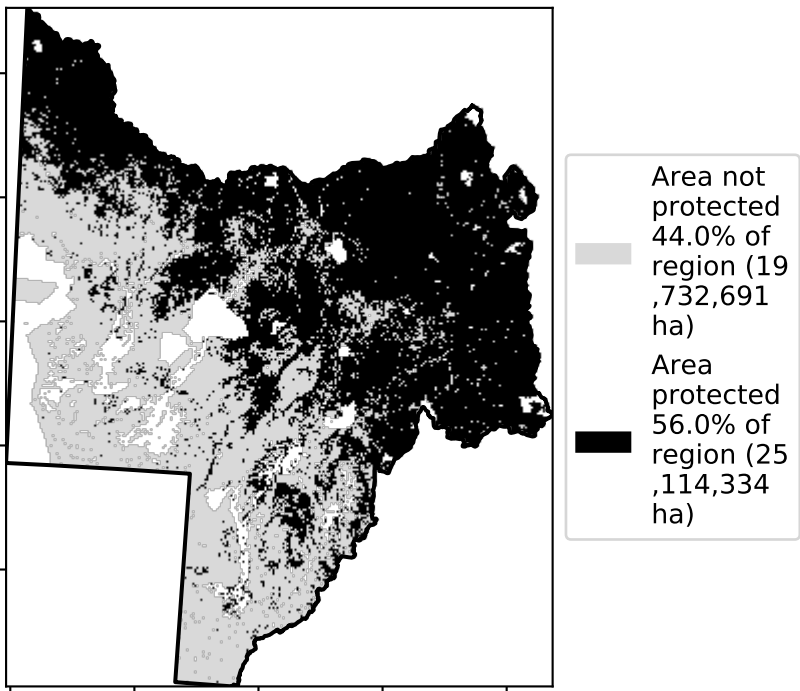 Area not
protected
44.0% of
region (19
,732,691
ha)
Area
protected
56.0% of
region (25
,114,334
ha)